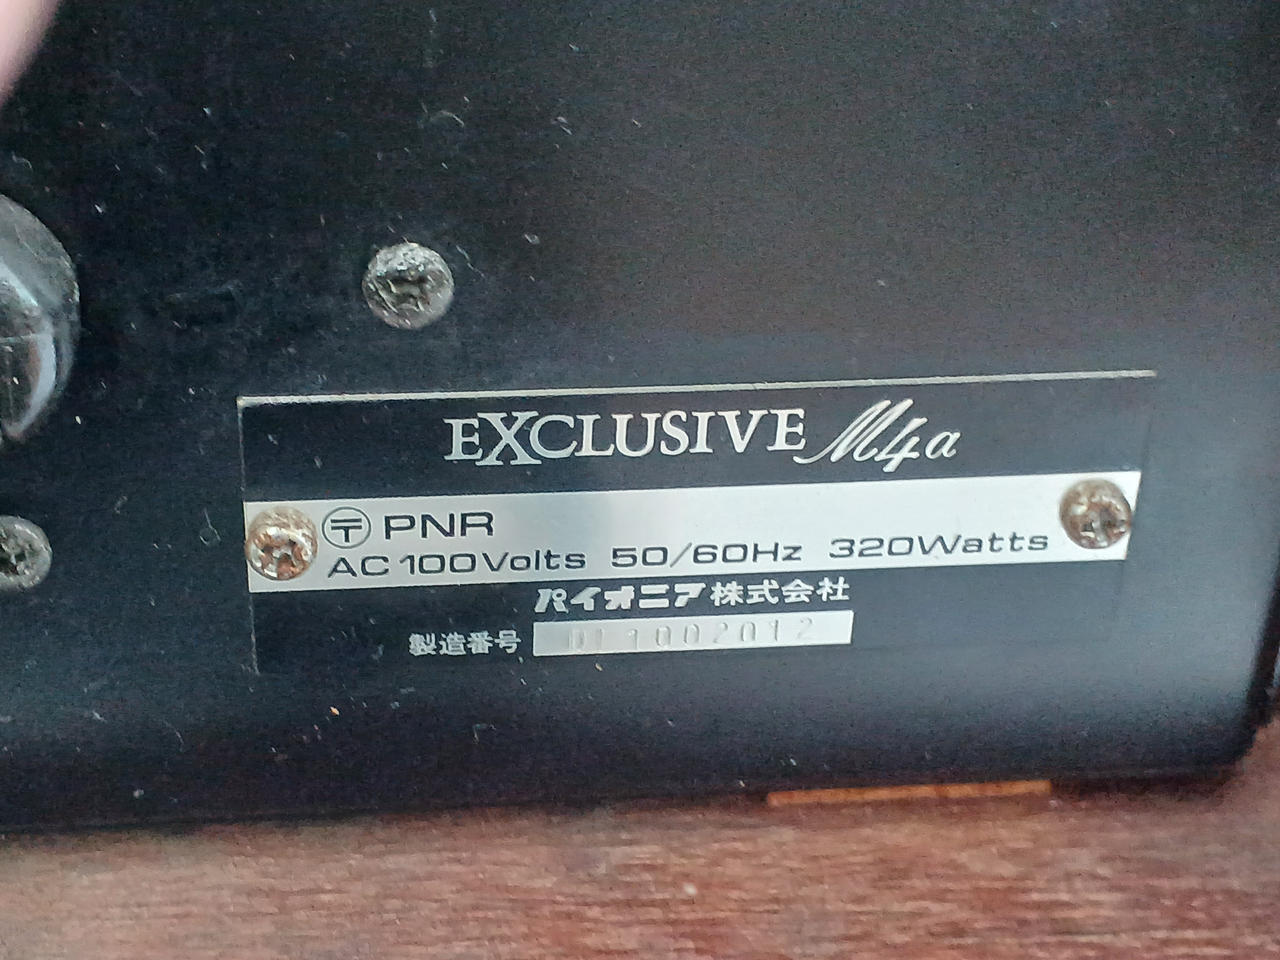 EXCLUSIVE M4a
〒 PNR
AC 100Volts 50/60Hz 320Watts
パイオニア株式会社
製造番号